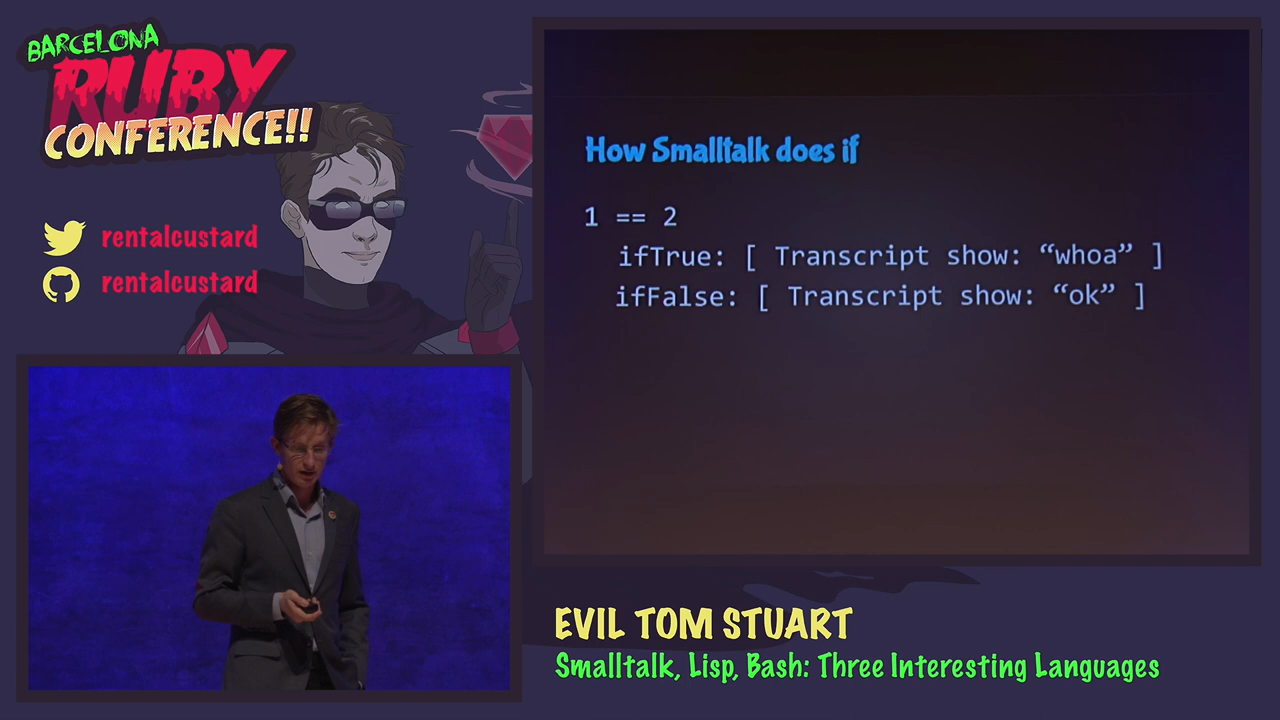 BARCELONA
RUBY
CONFERENCE!!
rentalcustard
rentalcustard
How Smalltalk does if
1 == 2
ifTrue: [ Transcript show: “whoa” ]
ifFalse: [ Transcript show: “ok” ]
EVIL TOM STUART
Smalltalk, Lisp, Bash: Three Interesting Languages